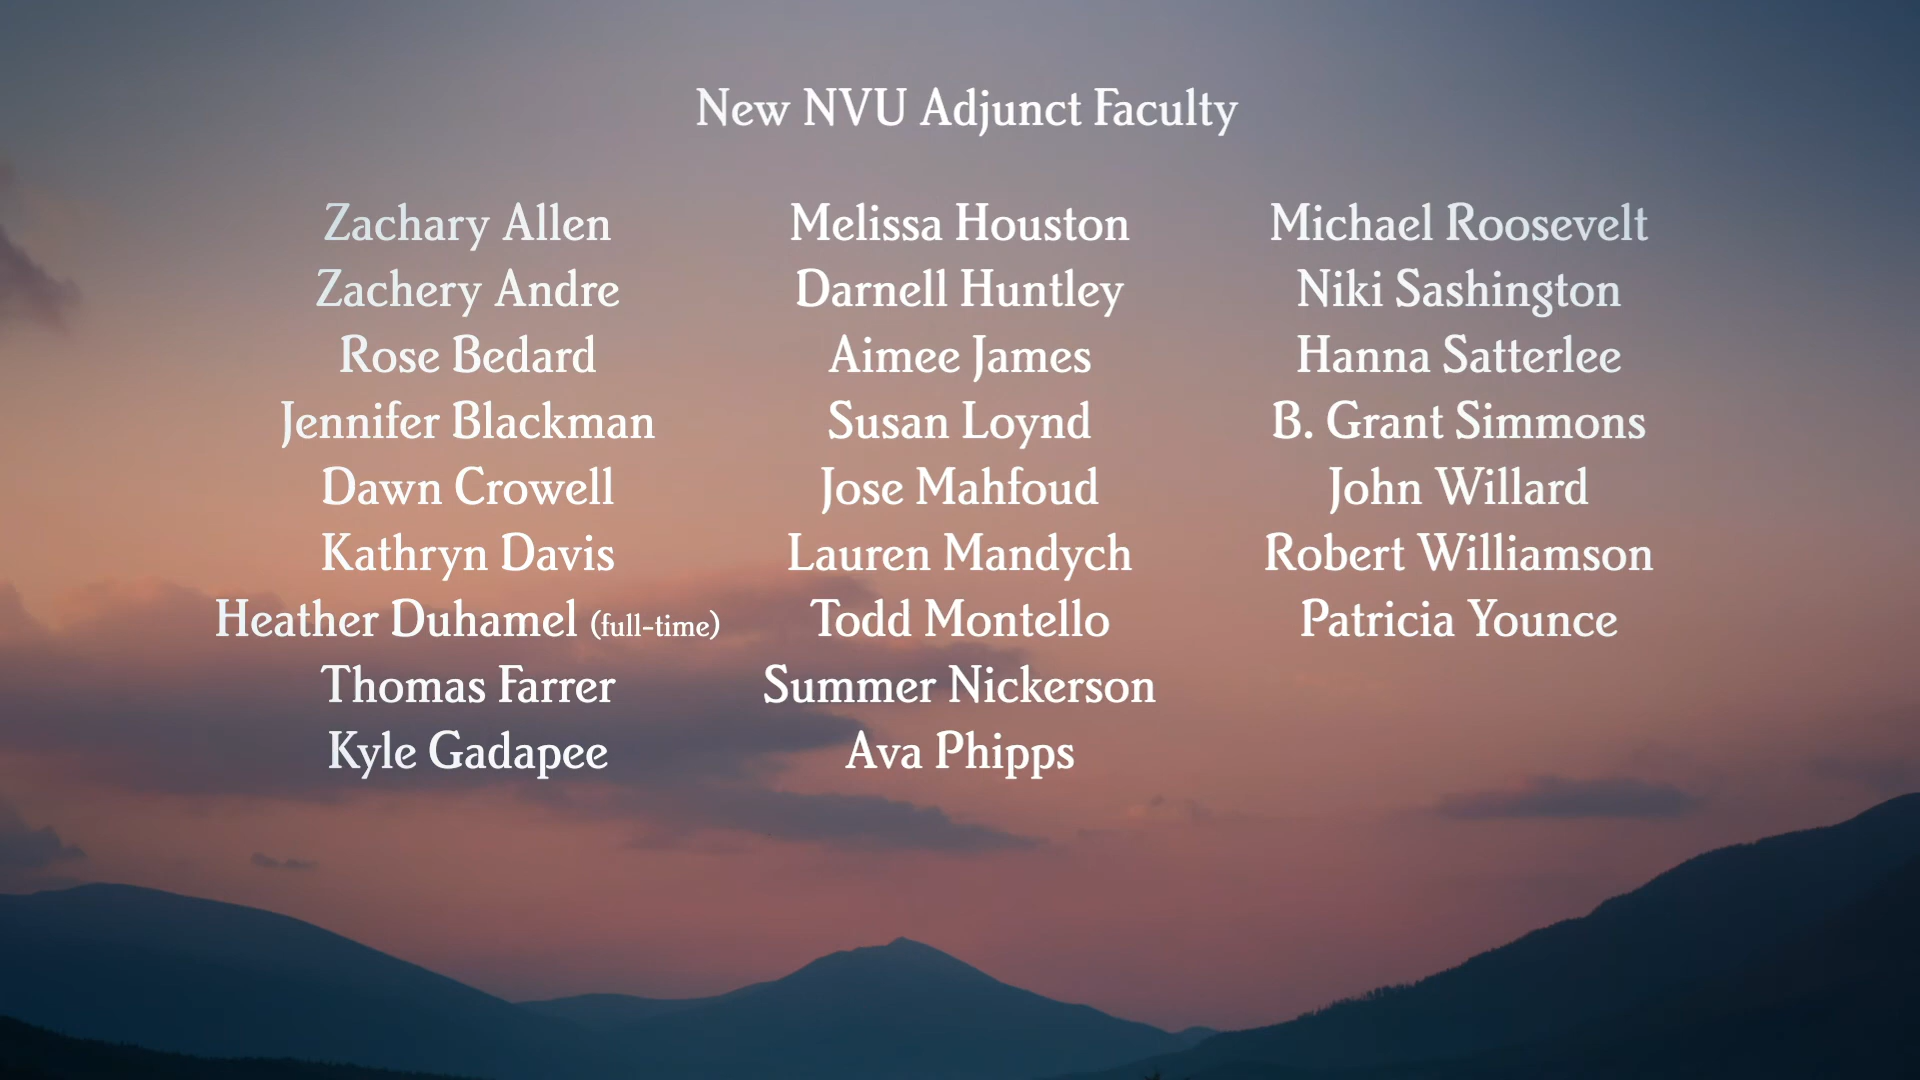 New NVU Adjunct Faculty
Zachary Allen
Zachery Andre
Rose Bedard
Jennifer Blackman
Dawn Crowell
Kathryn Davis
Heather Duhamel (full-time)
Thomas Farrer
Kyle Gadapee
Melissa Houston
Darnell Huntley
Aimee James
Susan Loynd
Jose Mahfoud
Lauren Mandych
Todd Montello
Summer Nickerson
Ava Phipps
Michael Roosevelt
Niki Sashington
Hanna Satterlee
B. Grant Simmons
John Willard
Robert Williamson
Patricia Younce